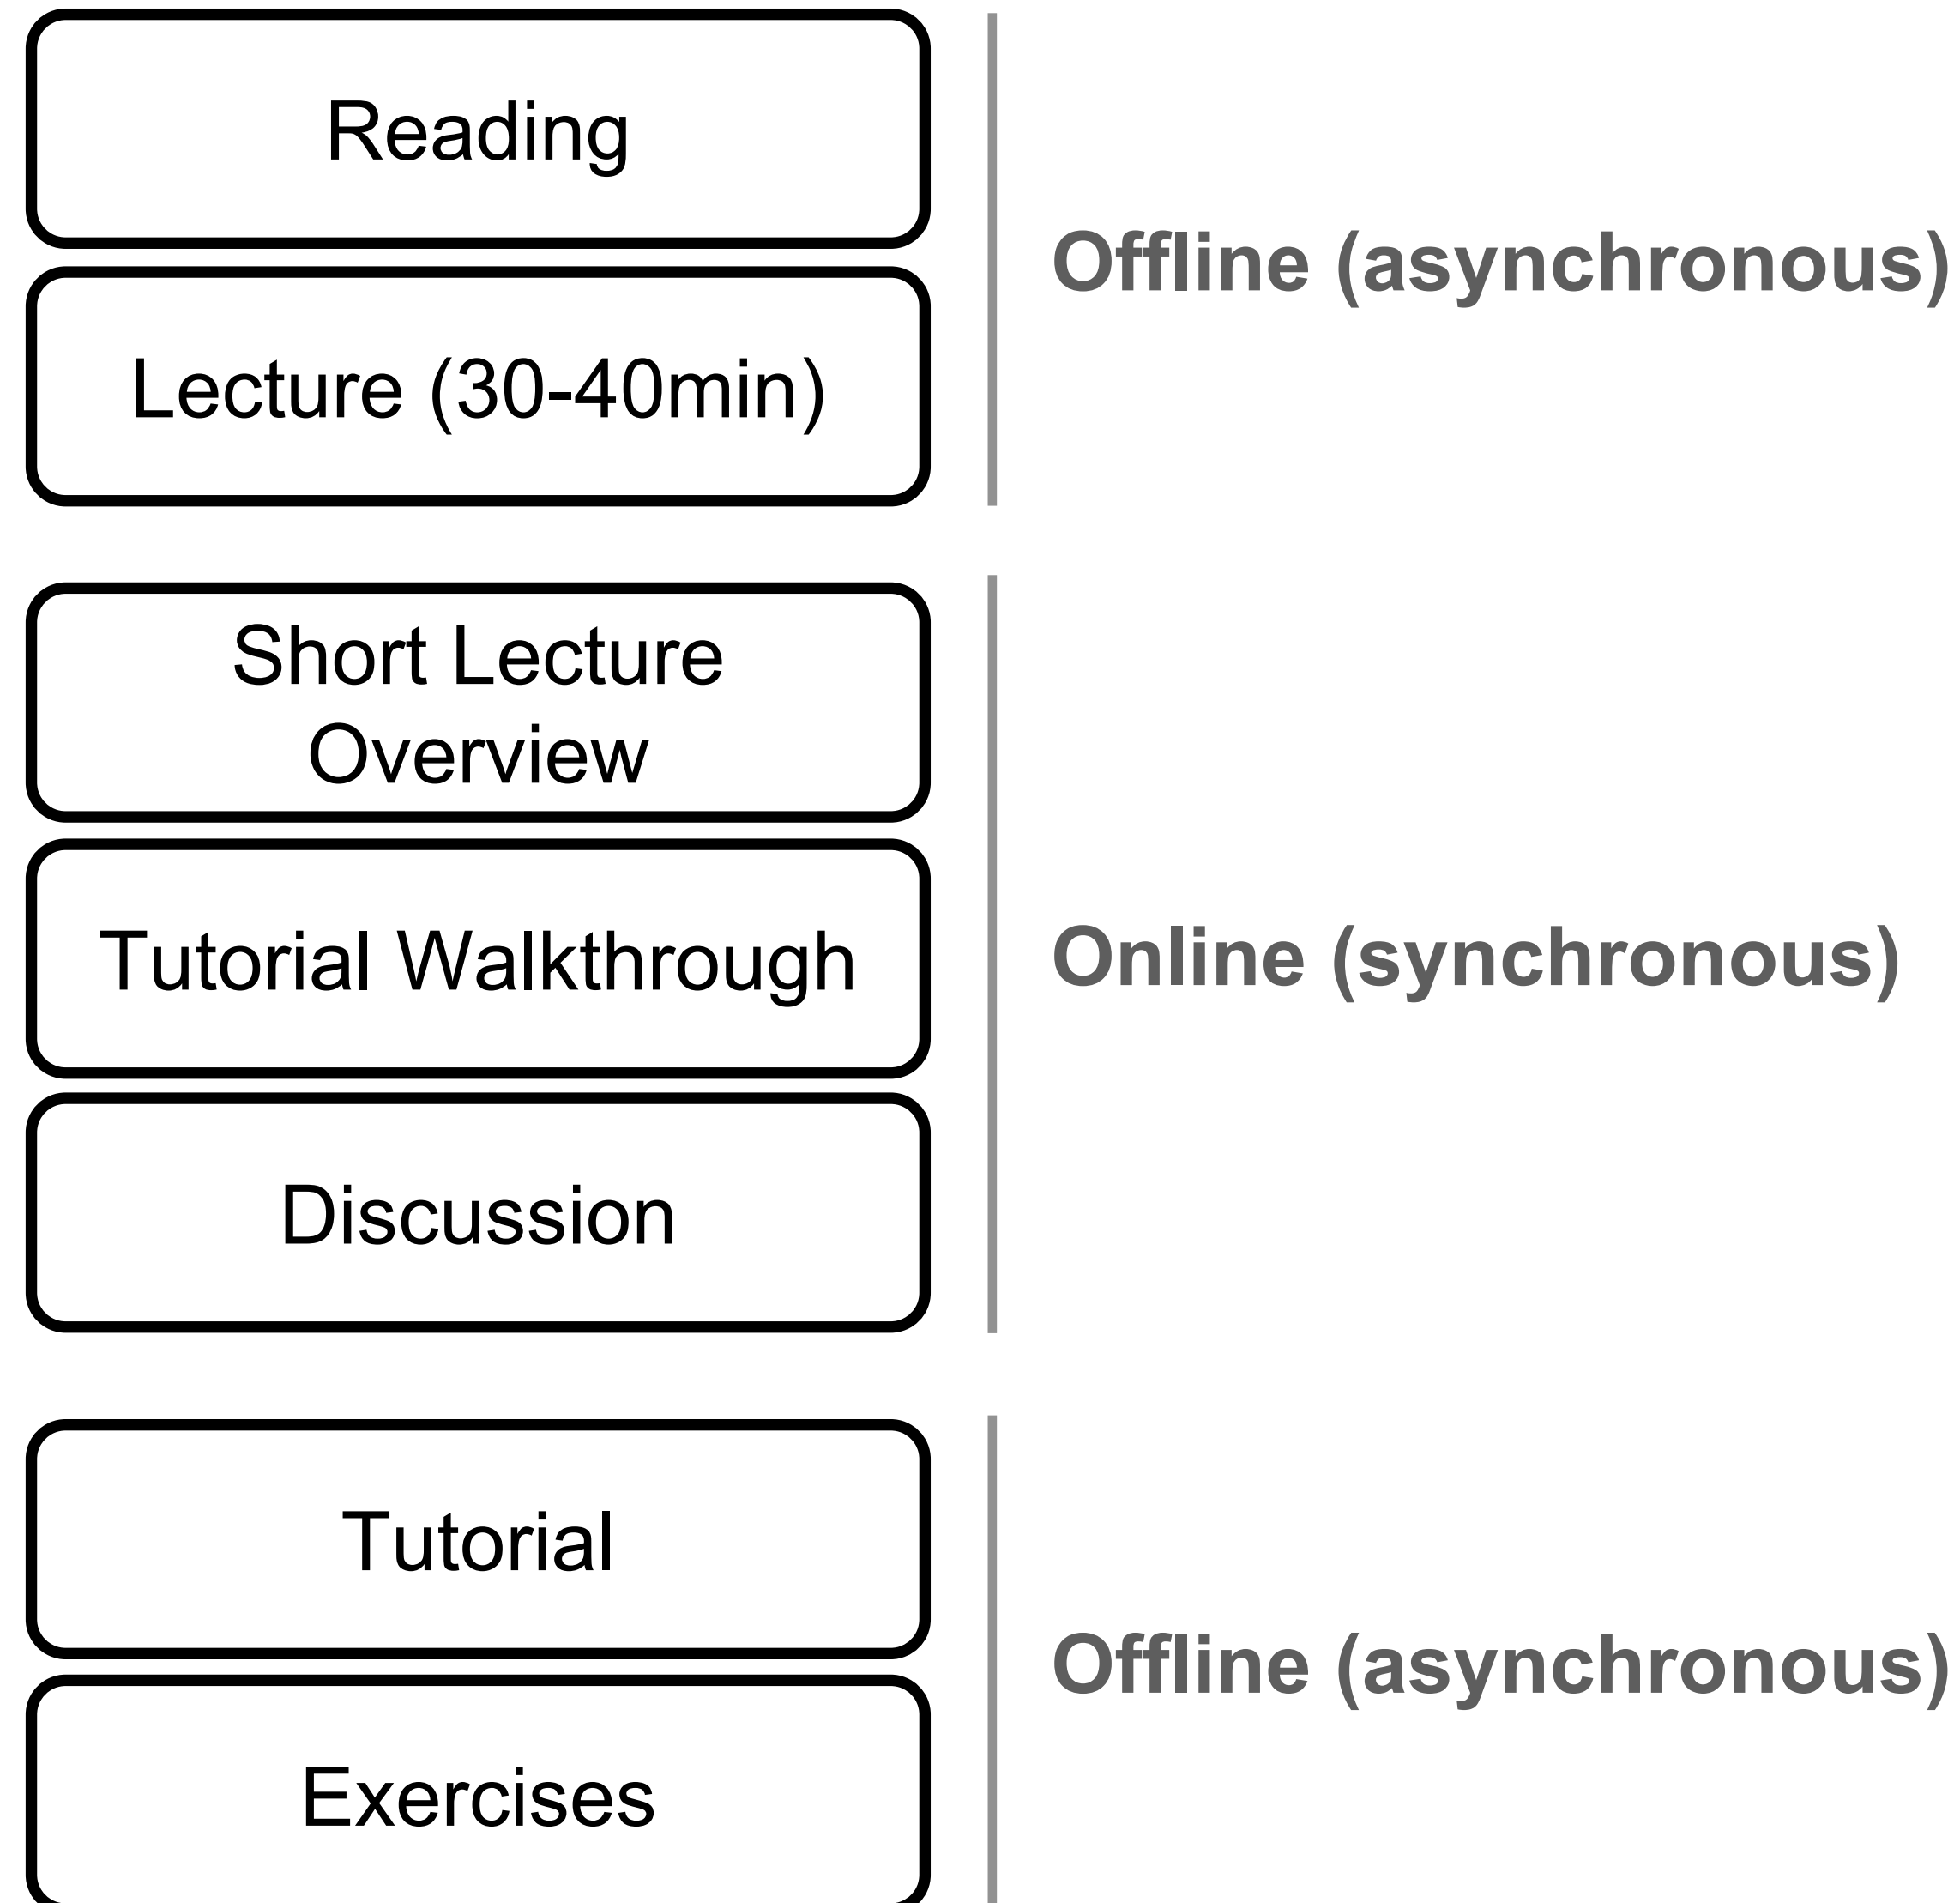 Reading
Offline (asynchronous)
Lecture (30-40min)
Short Lecture
Overview
Tutorial Walkthrough
Online (synchronous)
Discussion
Tutorial
Offline (asynchronous)
Exercises